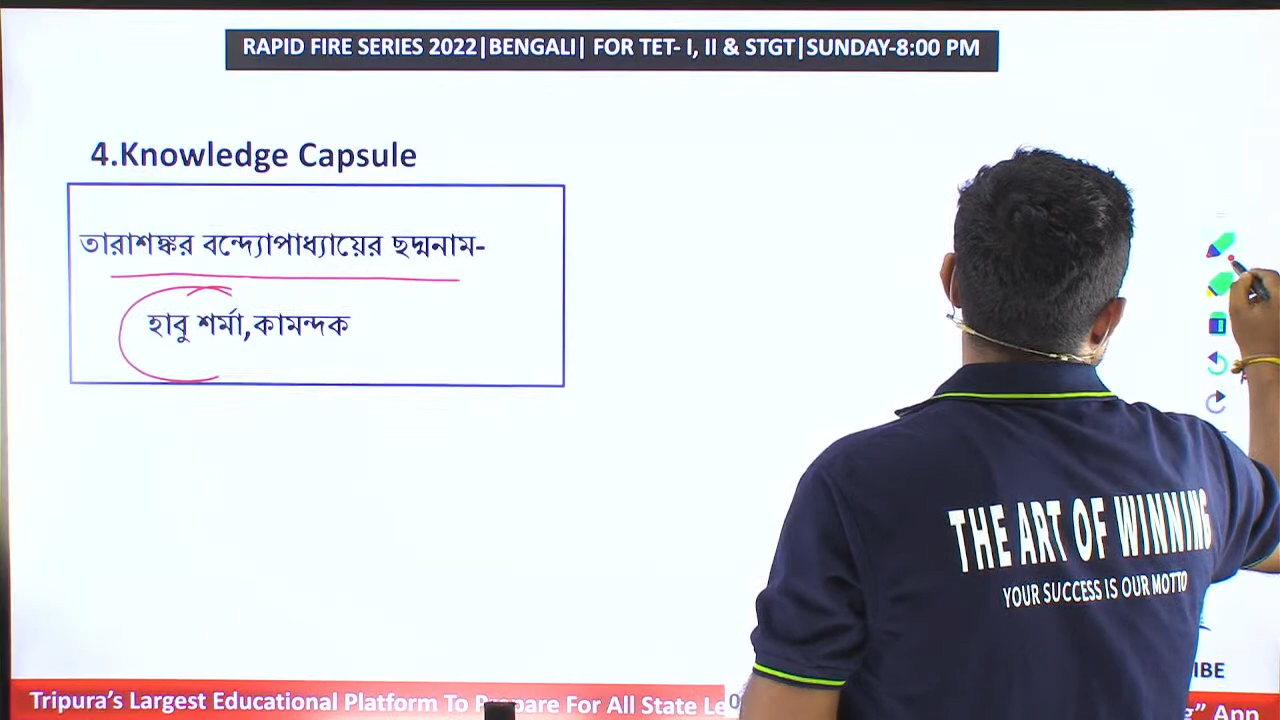 RAPID FIRE SERIES 2022|BENGALI| FOR TET- I, II & STGT|SUNDAY-8:00 PM
4.Knowledge Capsule
তারাশঙ্কর বন্দ্যোপাধ্যায়ের ছদ্মনাম-
হাবু শর্মা,কামন্দক
THE ART OF WINNING
YOUR SUCCESS IS OUR MOTTO
Tripura's Largest Educational Platform To Prepare For All State App